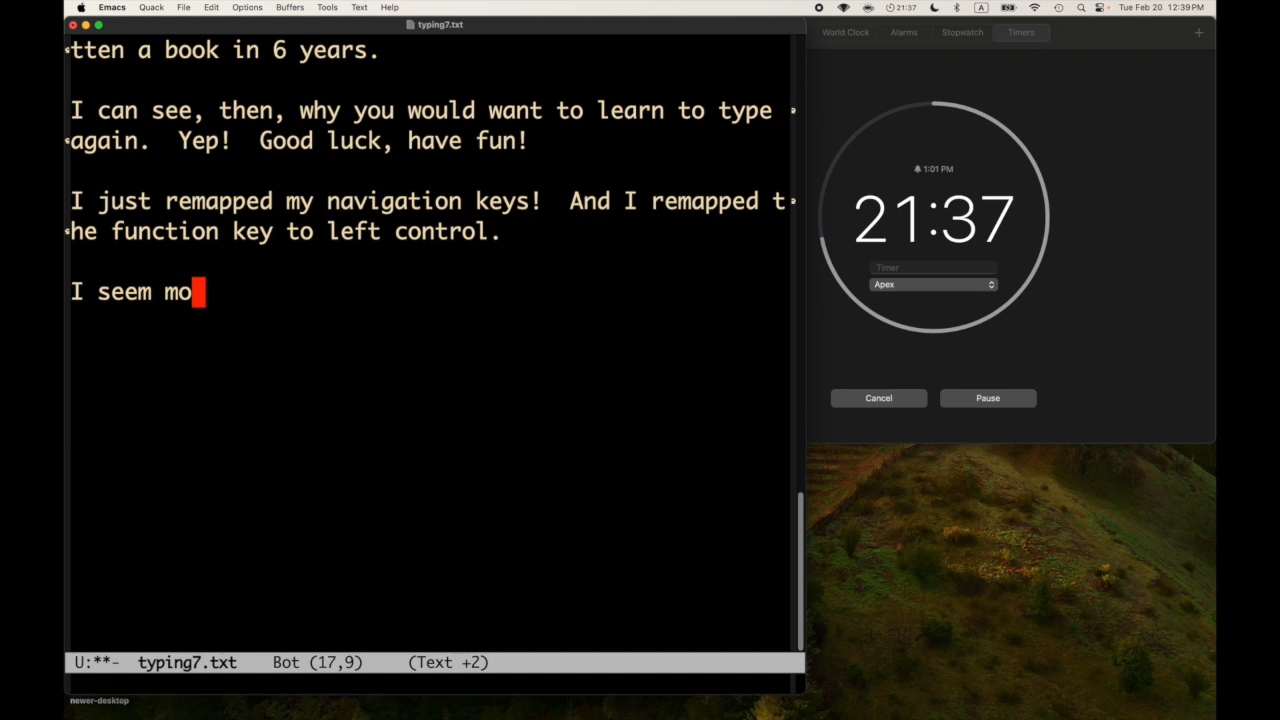 Emacs Quack File Edit Options Buffers Tools Text Help 21:37 A Tue Feb 20 12:39 PM
typing7.txt
World Clock Alarms Stopwatch Timers +
tten a book in 6 years.
I can see, then, why you would want to learn to type
again.  Yep!  Good luck, have fun!
I just remapped my navigation keys!  And I remapped t
he function key to left control.
I seem mo
1:01 PM
21:37
Timer
Apex
Cancel Pause
U:**-  typing7.txt    Bot (17,9)     (Text +2)
newer-desktop